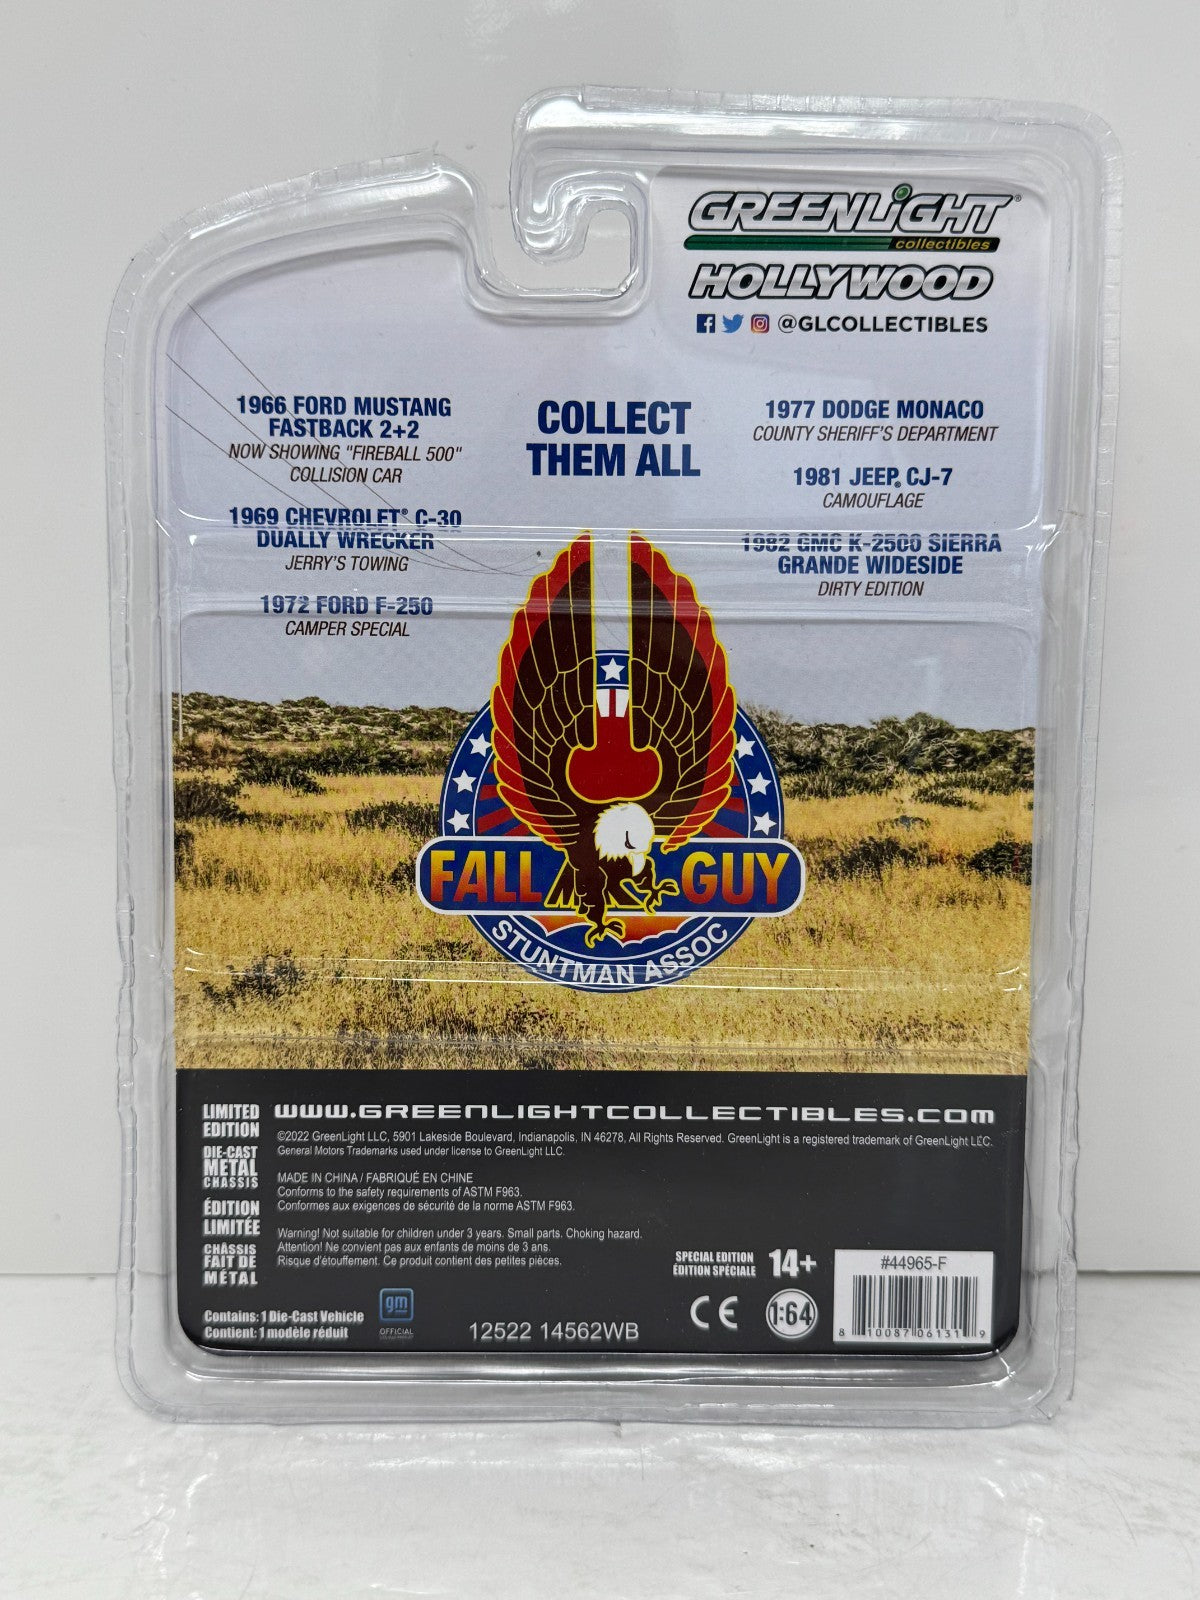 GREENLIGHT®
collectibles
HOLLYWOOD
@GLCOLLECTIBLES
1966 FORD MUSTANG
FASTBACK 2+2
NOW SHOWING "FIREBALL 500"
COLLISION CAR
1969 CHEVROLET® C-30
DUALLY WRECKER
JERRY'S TOWING
1972 FORD F-250
CAMPER SPECIAL
COLLECT
THEM ALL
1977 DODGE MONACO
COUNTY SHERIFF'S DEPARTMENT
1981 JEEP® CJ-7
CAMOUFLAGE
1982 GMC K-2500 SIERRA
GRANDE WIDESIDE
DIRTY EDITION
FALL GUY
STUNTMAN ASSOC
LIMITED
EDITION
DIE-CAST
METAL
CHASSIS
ÉDITION
LIMITÉE
CHÂSSIS
FAIT DE
MÉTAL
WWW.GREENLIGHTCOLLECTIBLES.COM
©2022 GreenLight LLC, 5901 Lakeside Boulevard, Indianapolis, IN 46278, All Rights Reserved. GreenLight is a registered trademark of GreenLight LLC.
General Motors Trademarks used under license to GreenLight LLC.
MADE IN CHINA / FABRIQUÉ EN CHINE
Conforms to the safety requirements of ASTM F963.
Conformes aux exigences de sécurité de la norme ASTM F963.
Warning! Not suitable for children under 3 years. Small parts. Choking hazard.
Attention! Ne convient pas aux enfants de moins de 3 ans.
Risque d'étouffement. Ce produit contient des petites pièces.
Contains: 1 Die-Cast Vehicle
Contient: 1 modèle réduit
gm
OFFICIAL
12522 14562WB
SPECIAL EDITION
ÉDITION SPÉCIALE
14+
CE
1:64
#44965-F
8 10087 06131 9